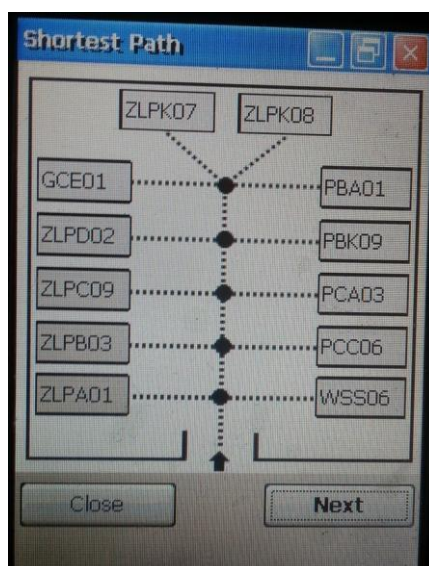 Shortest Path
ZLPK07 ZLPK08
GCE01 PBA01
ZLPD02 PBK09
ZLPC09 PCA03
ZLPB03 PCC06
ZLPA01 WSS06
Close Next